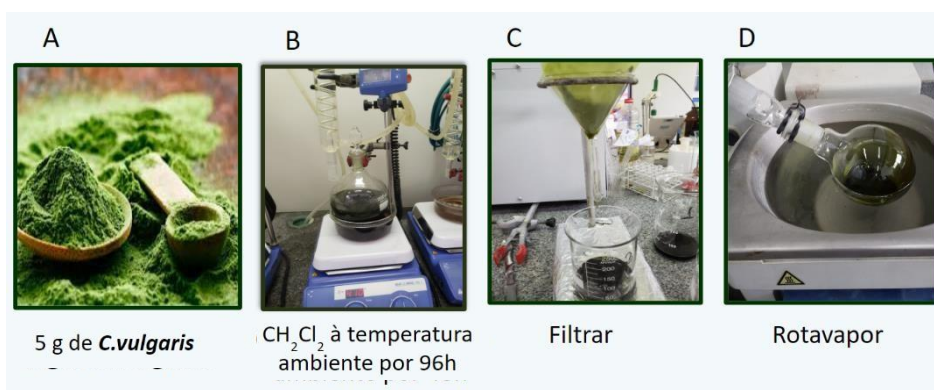 A
B
C
D
5 g de C.vulgaris
CH₂Cl₂ à temperatura
ambiente por 96h
Filtrar
Rotavapor